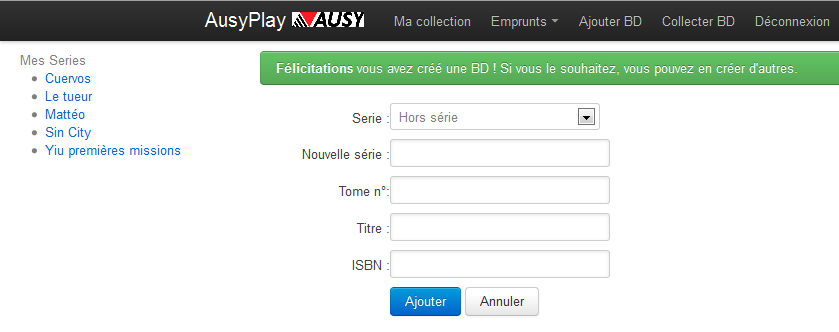 AusyPlay AUSY Ma collection Emprunts Ajouter BD Collecter BD Déconnexion
Mes Series
Cuervos
Le tueur
Mattéo
Sin City
Yiu premières missions
Félicitations vous avez créé une BD ! Si vous le souhaitez, vous pouvez en créer d'autres.
Serie : Hors série
Nouvelle série :
Tome n°:
Titre :
ISBN :
Ajouter Annuler